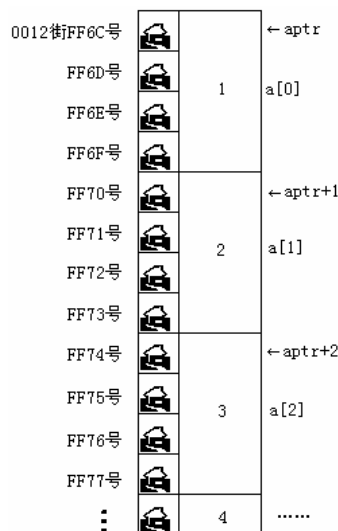 0012街FF6C号 ←aptr
FF6D号
1 a[0]
FF6E号
FF6F号
FF70号 ←aptr+1
FF71号
2 a[1]
FF72号
FF73号
FF74号 ←aptr+2
FF75号
3 a[2]
FF76号
FF77号
⋮ 4 ……